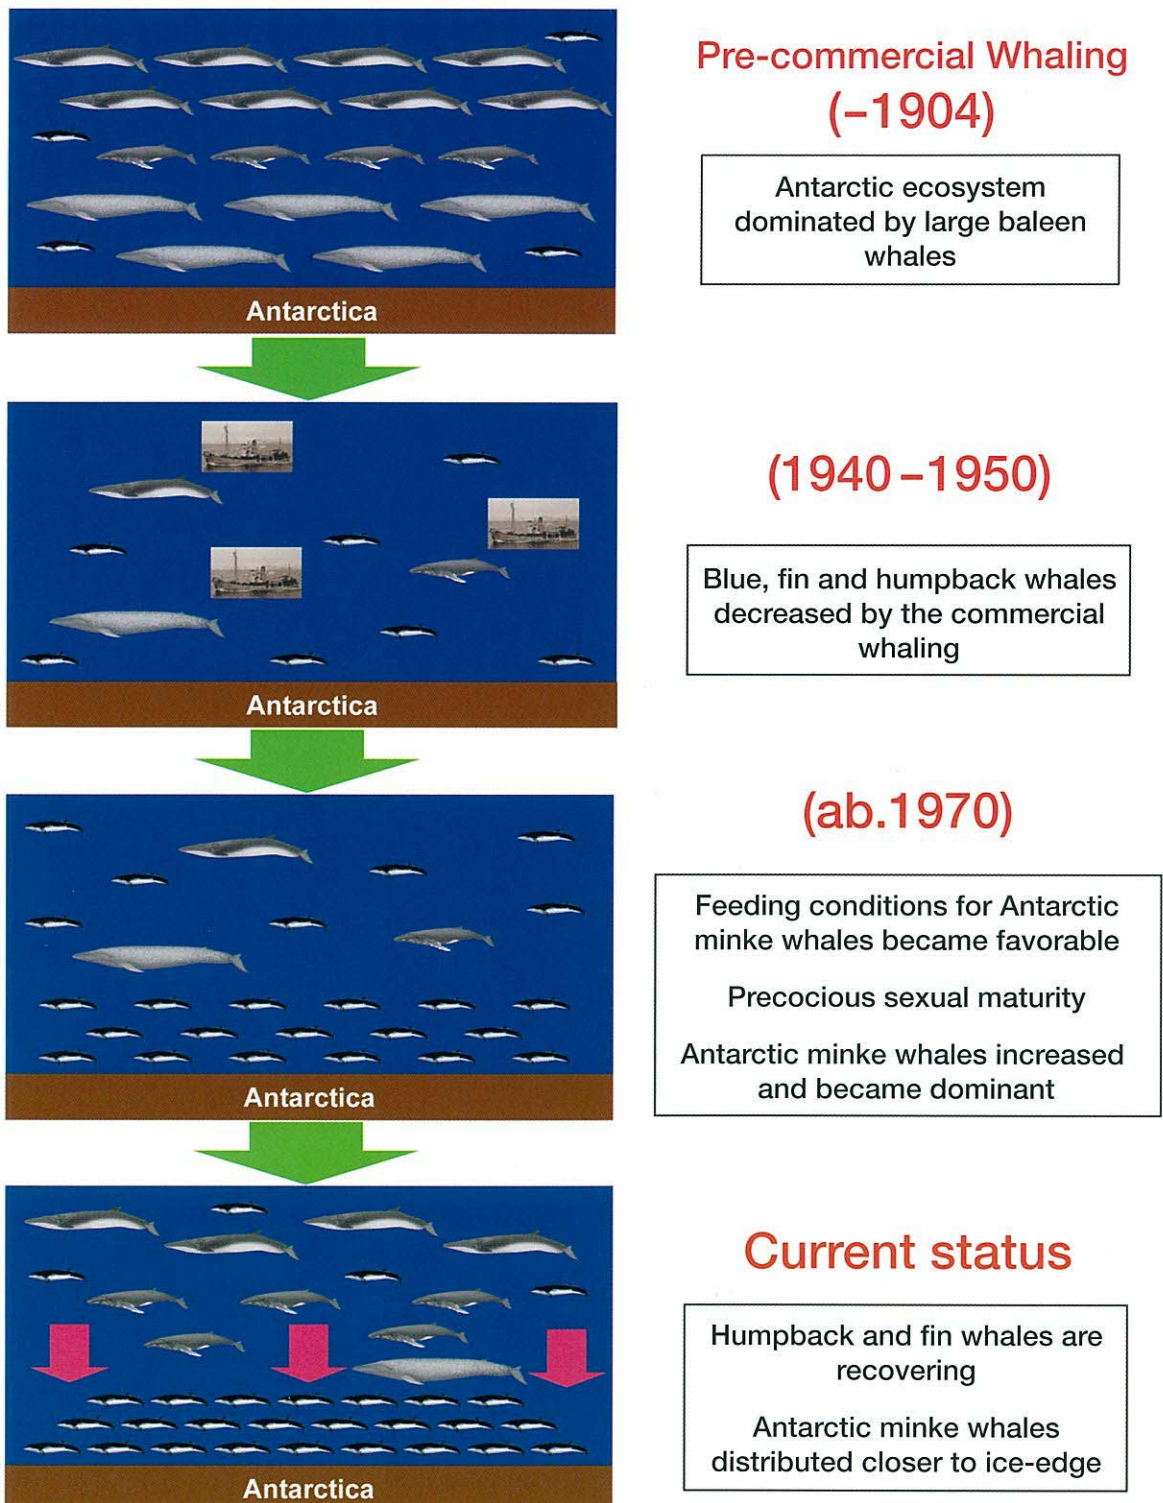 Pre-commercial Whaling
(–1904)
Antarctic ecosystem
dominated by large baleen
whales
Antarctica
(1940–1950)
Blue, fin and humpback whales
decreased by the commercial
whaling
Antarctica
(ab.1970)
Feeding conditions for Antarctic
minke whales became favorable
Precocious sexual maturity
Antarctic minke whales increased
and became dominant
Antarctica
Current status
Humpback and fin whales are
recovering
Antarctic minke whales
distributed closer to ice-edge
Antarctica